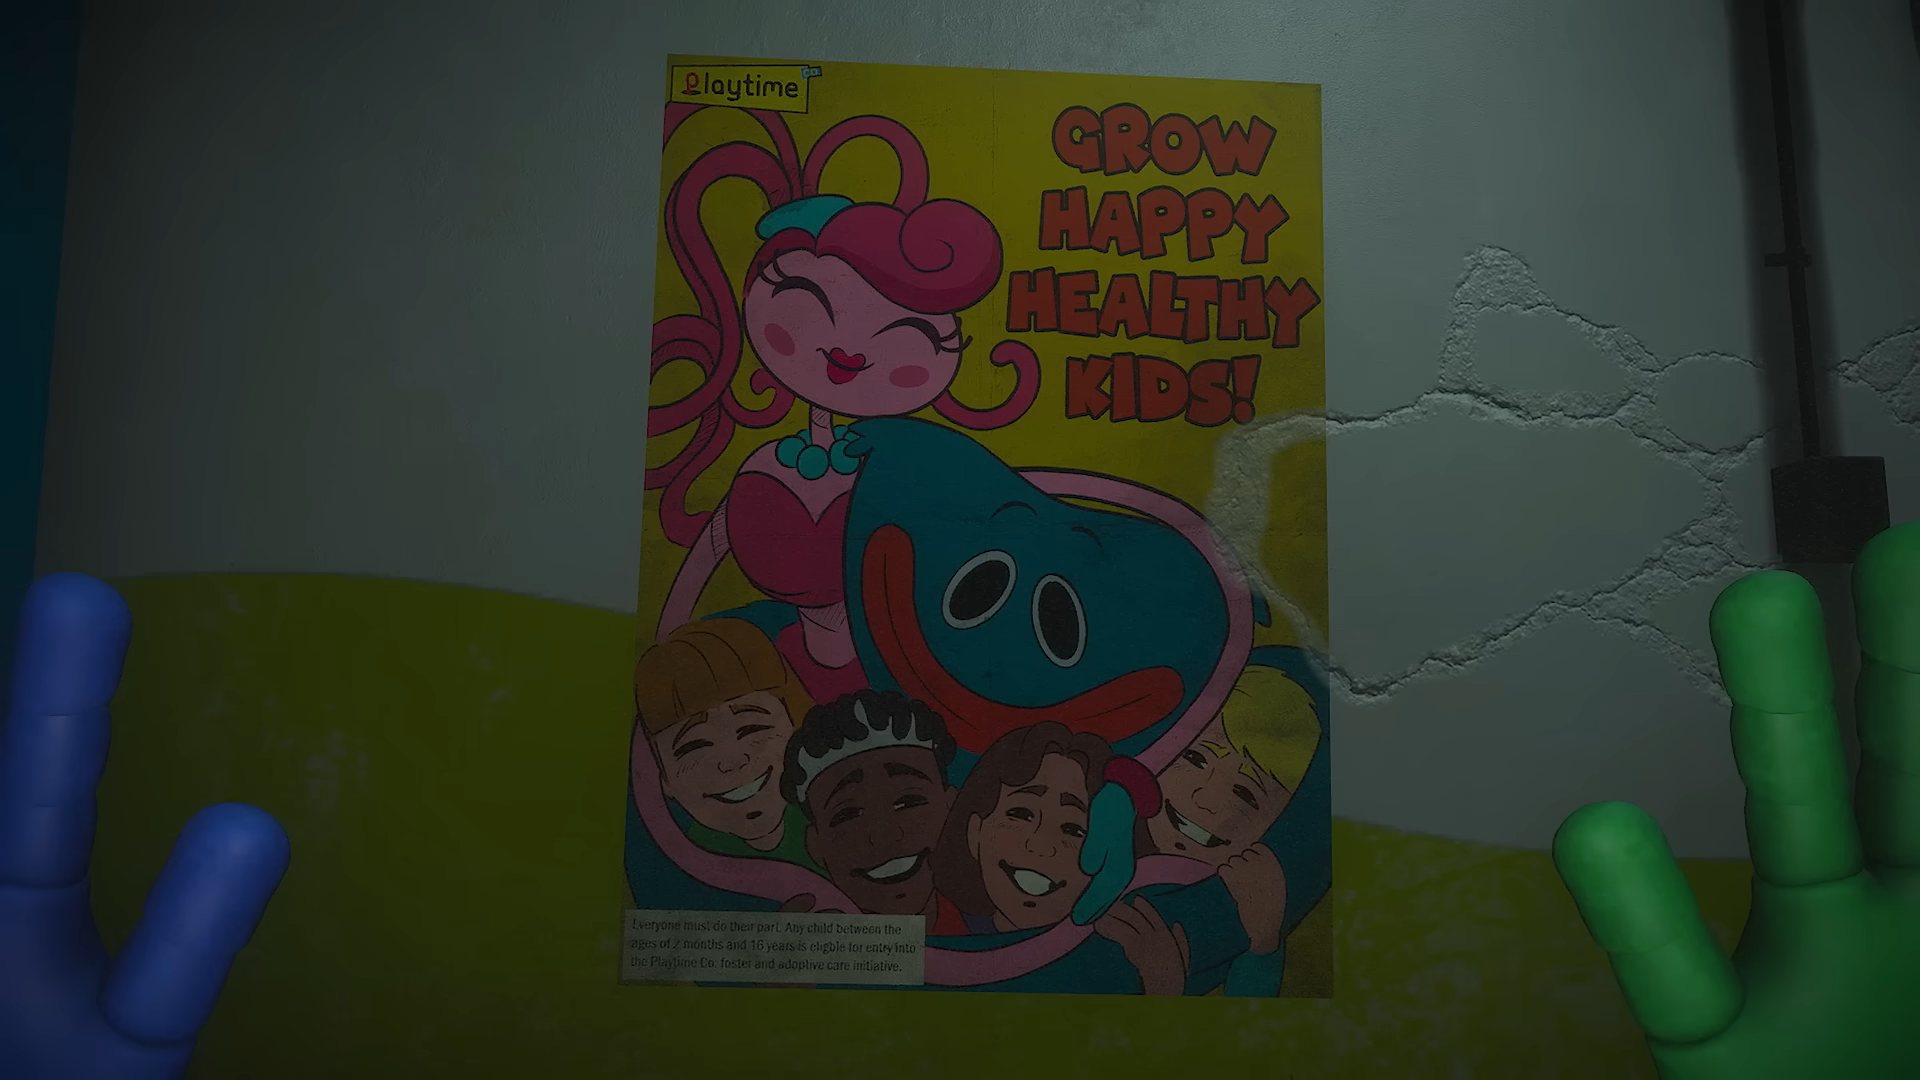 Playtime co.
GROW
HAPPY
HEALTHY
KIDS!
Everyone must do their part. Any child between the
ages of 2 months and 16 years is eligble for entry into
the Playtime Co. foster and adoptive care initiative.